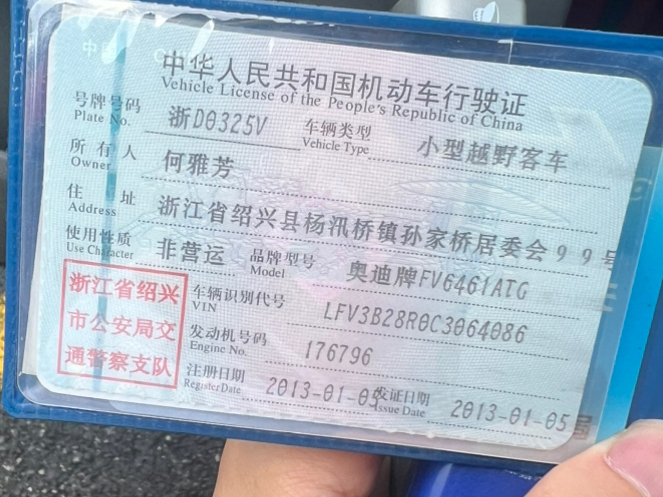 中华人民共和国机动车行驶证
Vehicle License of the People's Republic of China
号牌号码 浙D0325V 车辆类型 小型越野客车
Plate No. Vehicle Type
所有人 何雅芳
Owner
住址 浙江省绍兴县杨汛桥镇孙家桥居委会99号
Address
使用性质 非营运 品牌型号 奥迪牌FV6461ATG
Use Character Model
浙江省绍兴
市公安局交
通警察支队
车辆识别代号 LFV3B28R0C3064086
VIN
发动机号码 176796
Engine No.
注册日期 2013-01-05 发证日期 2013-01-05
Register Date Issue Date